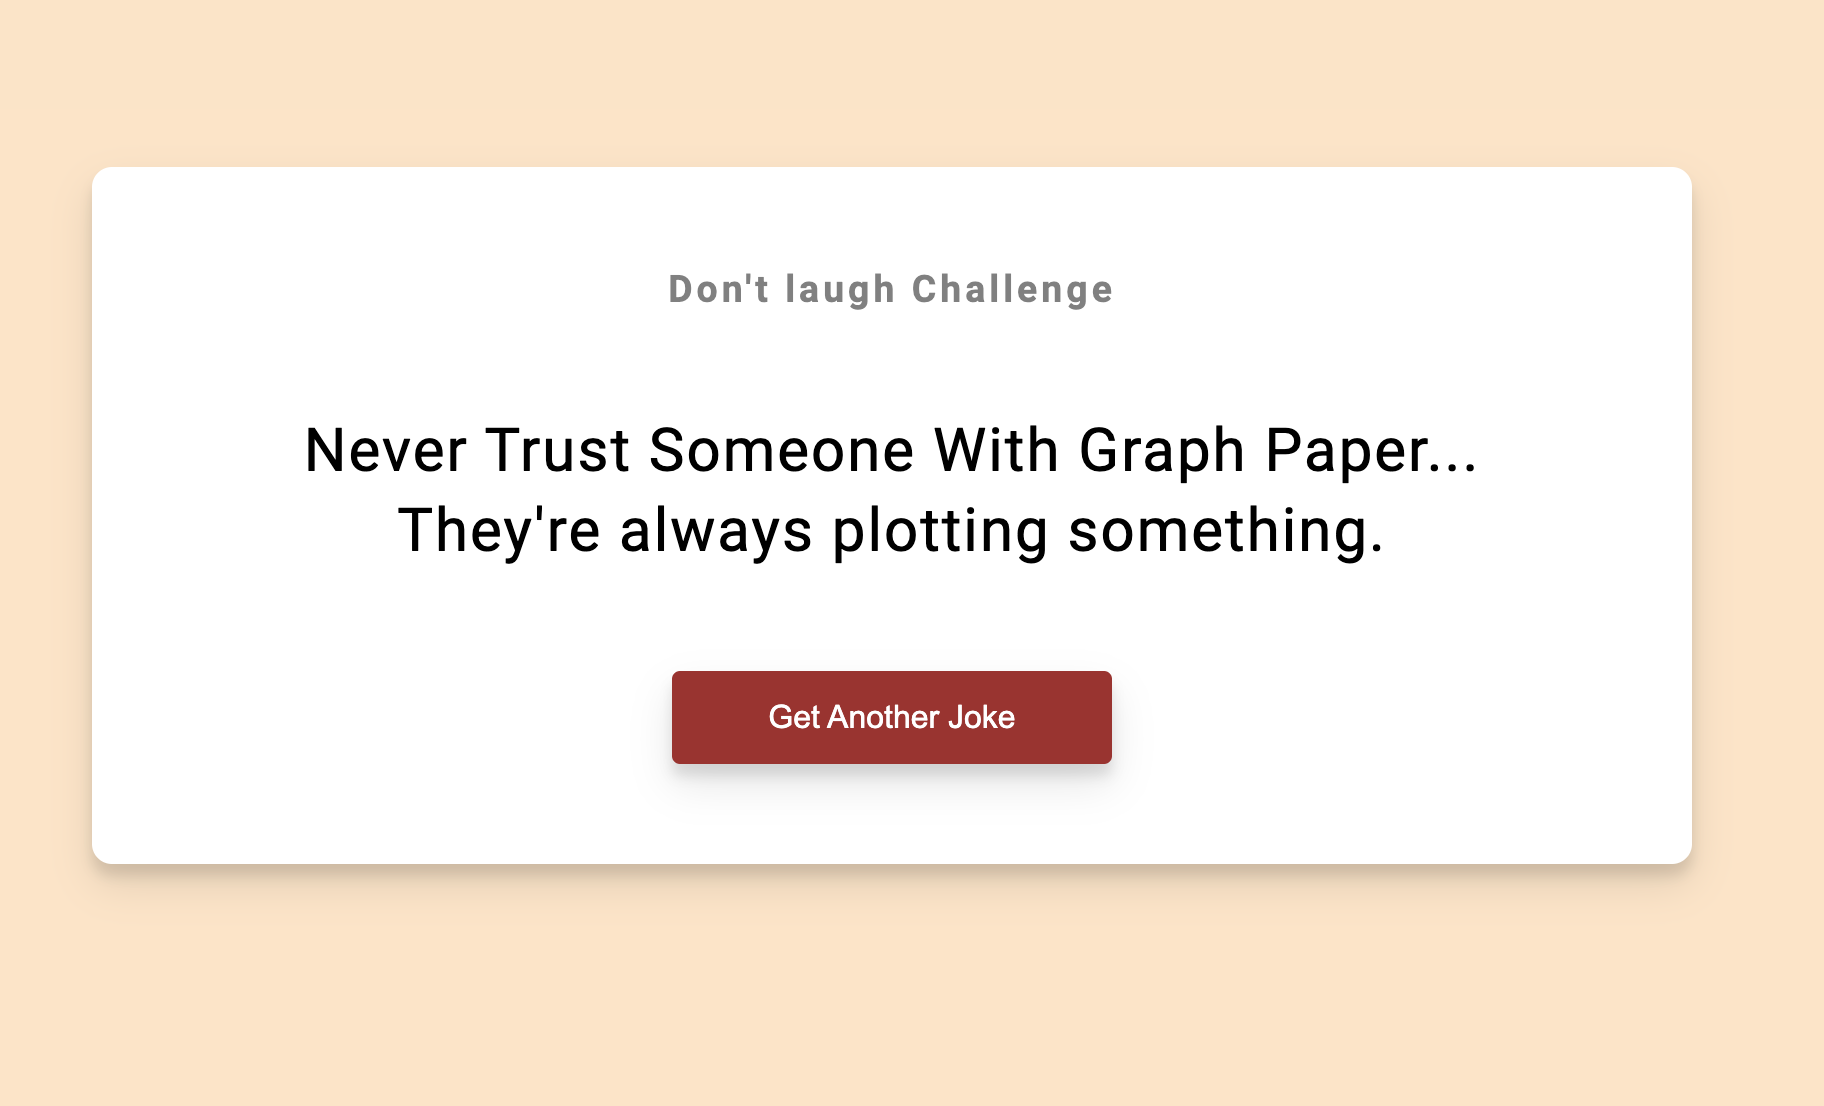 Don't laugh Challenge
Never Trust Someone With Graph Paper...
They're always plotting something.
Get Another Joke